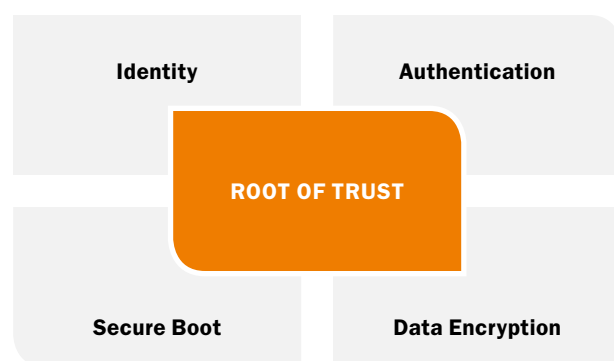 Identity
Authentication
ROOT OF TRUST
Secure Boot
Data Encryption